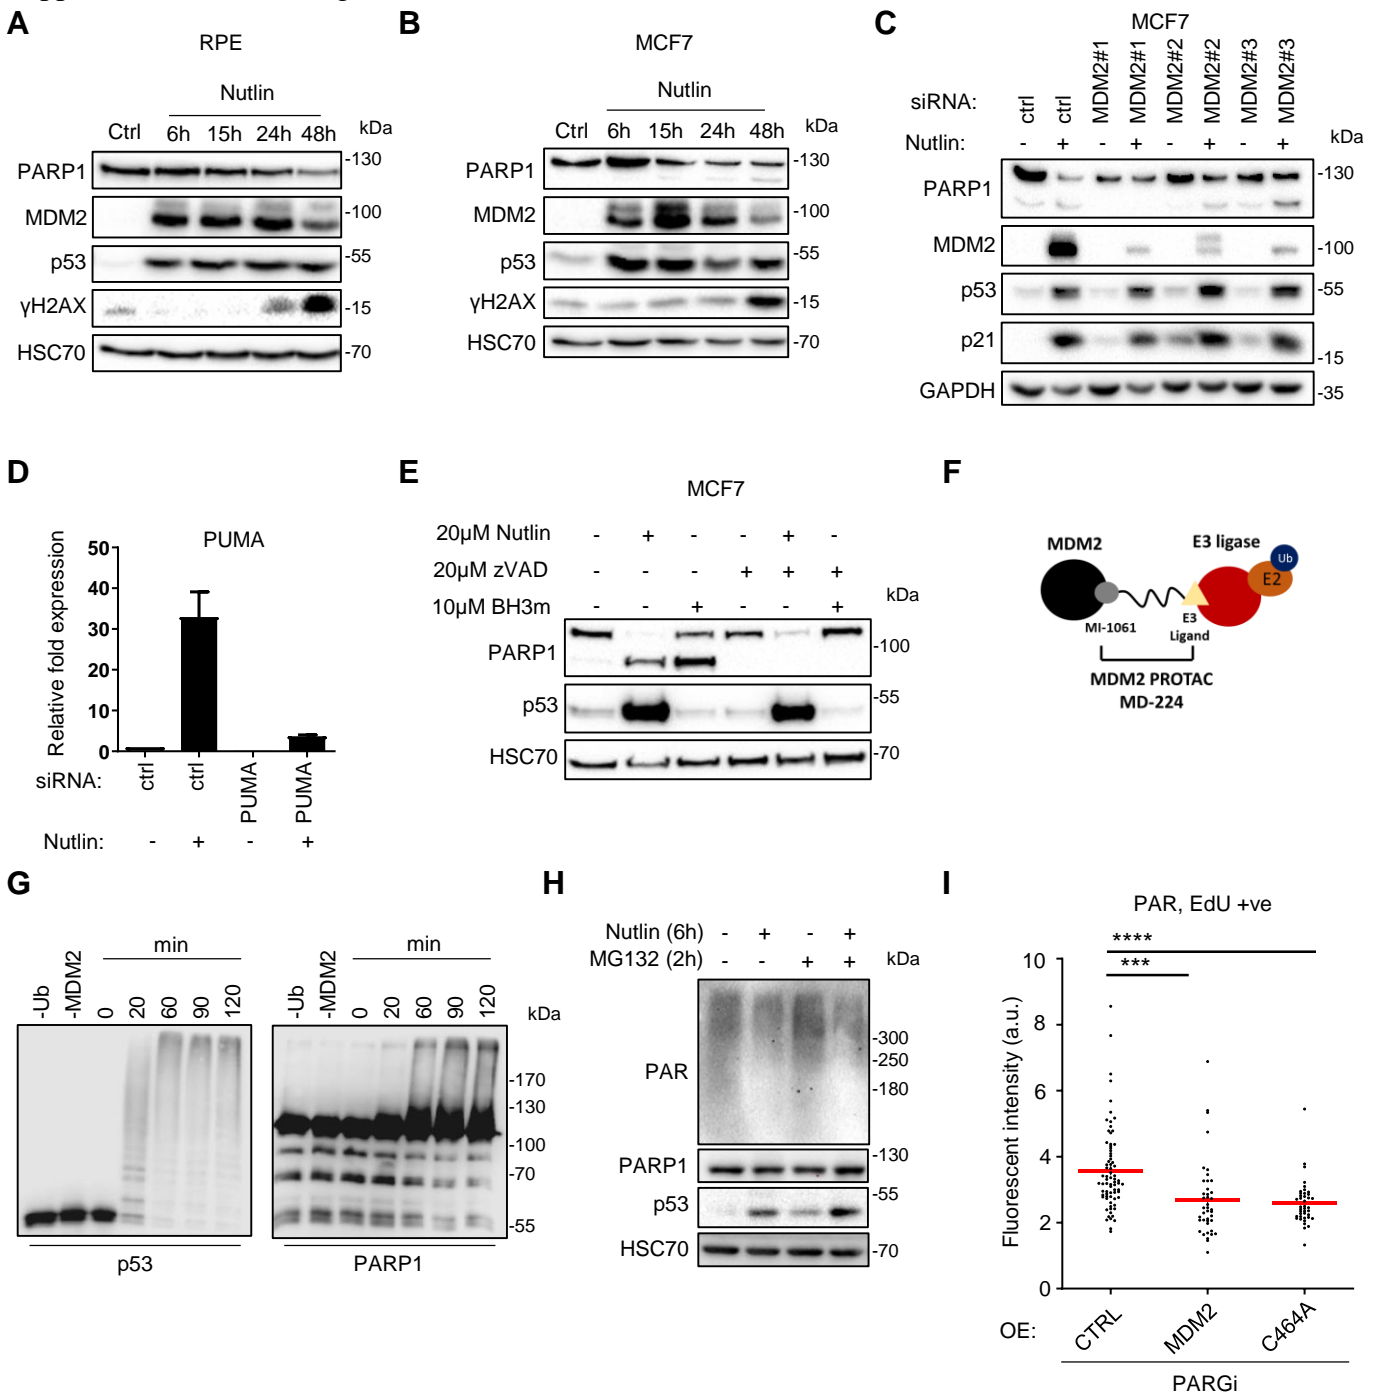 A
RPE
Nutlin
Ctrl 6h 15h 24h 48h kDa
PARP1 -130
MDM2 -100
p53 -55
γH2AX -15
HSC70 -70
B
MCF7
Nutlin
Ctrl 6h 15h 24h 48h kDa
PARP1 -130
MDM2 -100
p53 -55
γH2AX -15
HSC70 -70
C
MCF7
siRNA: ctrl ctrl MDM2#1 MDM2#1 MDM2#2 MDM2#2 MDM2#3 MDM2#3
Nutlin: - + - + - + - + kDa
PARP1 -130
MDM2 -100
p53 -55
p21 -15
GAPDH -35
D
PUMA
Relative fold expression
50
40
30
20
10
0
siRNA: ctrl ctrl PUMA PUMA
Nutlin: - + - +
E
MCF7
20µM Nutlin - + - - + -
20µM zVAD - - - + + +
10µM BH3m - - + - - + kDa
PARP1 -100
p53 -55
HSC70 -70
F
MDM2
E3 ligase
Ub
E2
MI-1061
E3
Ligand
MDM2 PROTAC
MD-224
G
min
-Ub -MDM2 0 20 60 90 120
p53
min
-Ub -MDM2 0 20 60 90 120 kDa
-170
-130
-100
-70
-55
PARP1
H
Nutlin (6h) - + - +
MG132 (2h) - - + + kDa
PAR -300
-250
-180
PARP1 -130
p53 -55
HSC70 -70
I
PAR, EdU +ve
****
***
Fluorescent intensity (a.u.)
10
8
6
4
2
0
OE: CTRL MDM2 C464A
PARGi